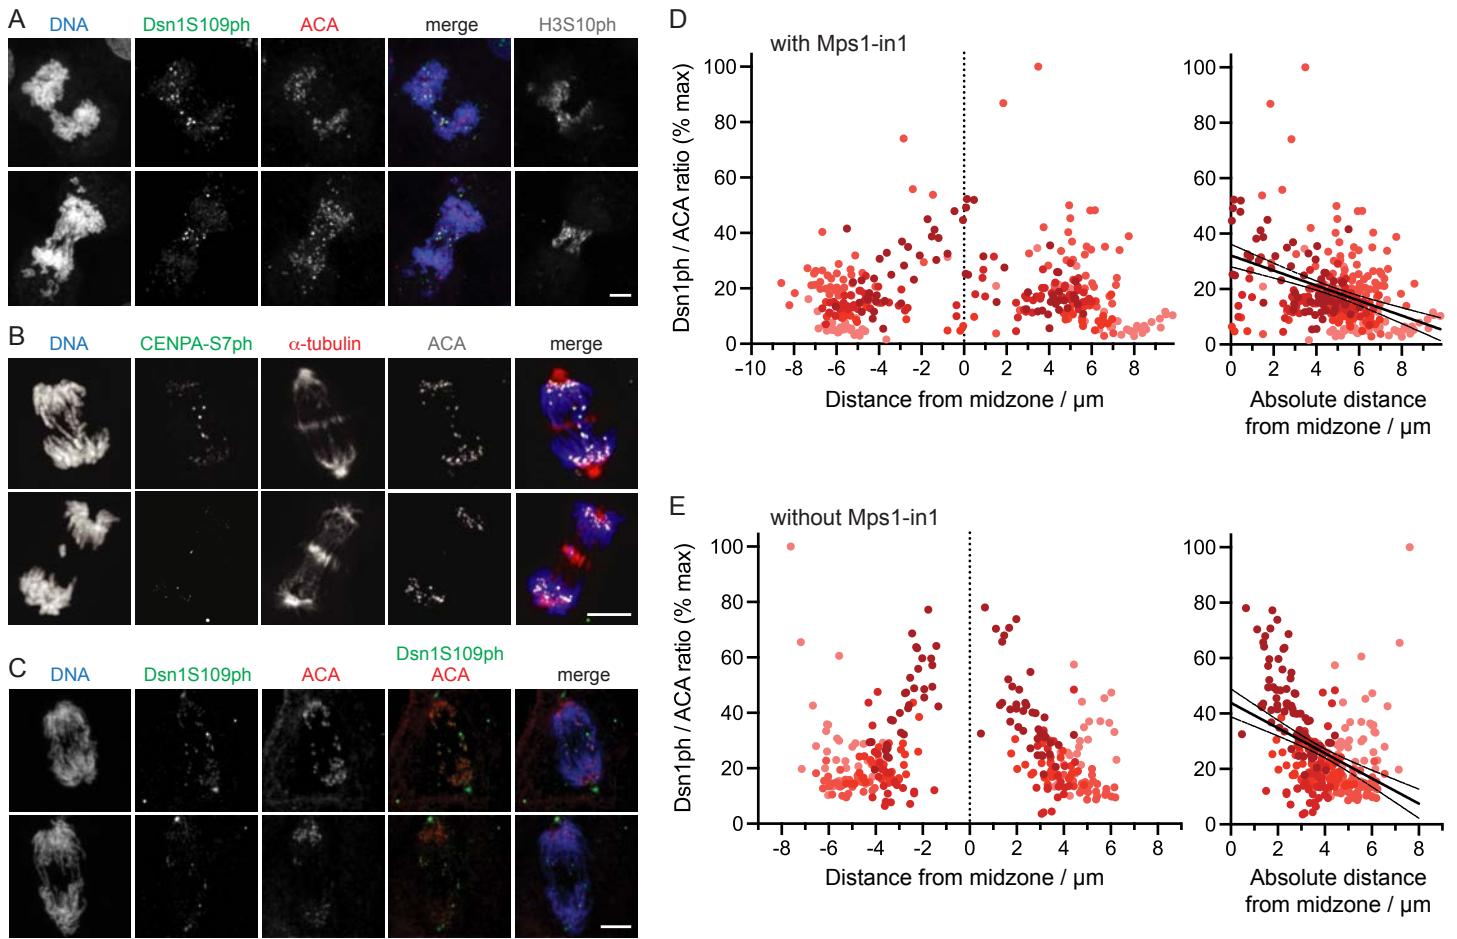 A
DNA Dsn1S109ph ACA merge H3S10ph
B
DNA CENPA-S7ph α-tubulin ACA merge
C
Dsn1S109ph
DNA Dsn1S109ph ACA ACA merge
D
with Mps1-in1
Dsn1ph / ACA ratio (% max)
100
80
60
40
20
0
−10 -8 -6 -4 -2 0 2 4 6 8
Distance from midzone / µm
100
80
60
40
20
0
0 2 4 6 8
Absolute distance
from midzone / µm
E
without Mps1-in1
Dsn1ph / ACA ratio (% max)
100
80
60
40
20
0
-8 -6 -4 -2 0 2 4 6 8
Distance from midzone / µm
100
80
60
40
20
0
0 2 4 6 8
Absolute distance
from midzone / µm